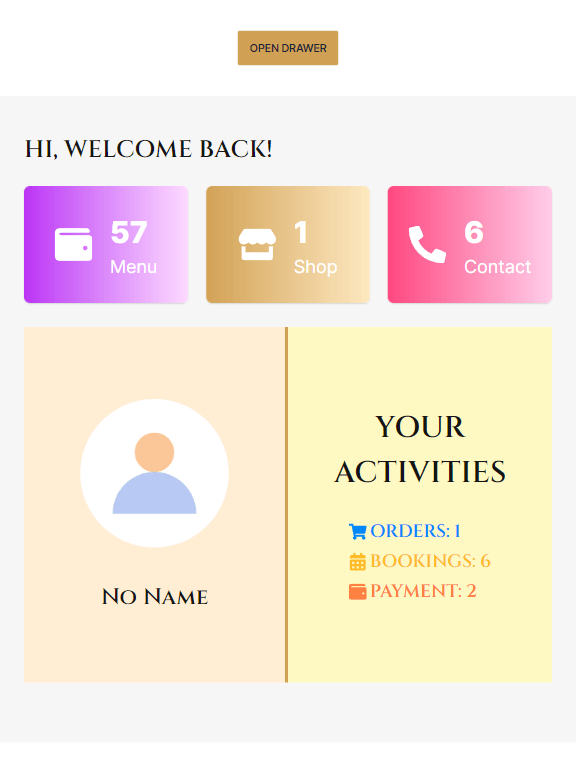 OPEN DRAWER
HI, WELCOME BACK!
57
Menu
1
Shop
6
Contact
No Name
YOUR
ACTIVITIES
ORDERS: 1
BOOKINGS: 6
PAYMENT: 2